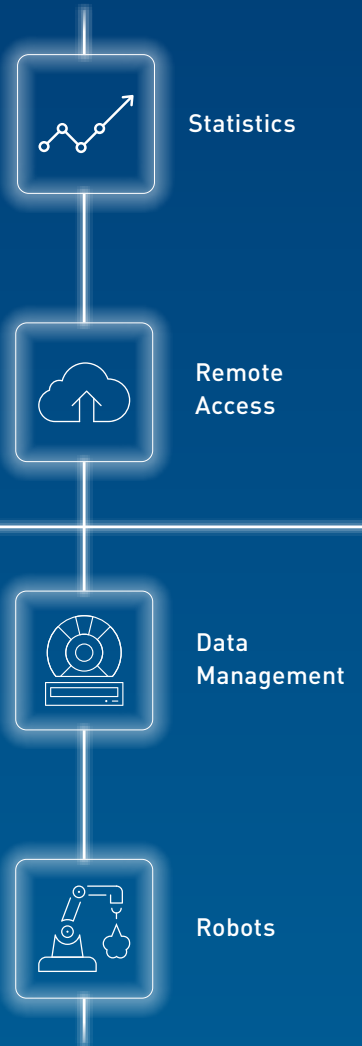 Statistics
Remote
Access
Data
Management
Robots